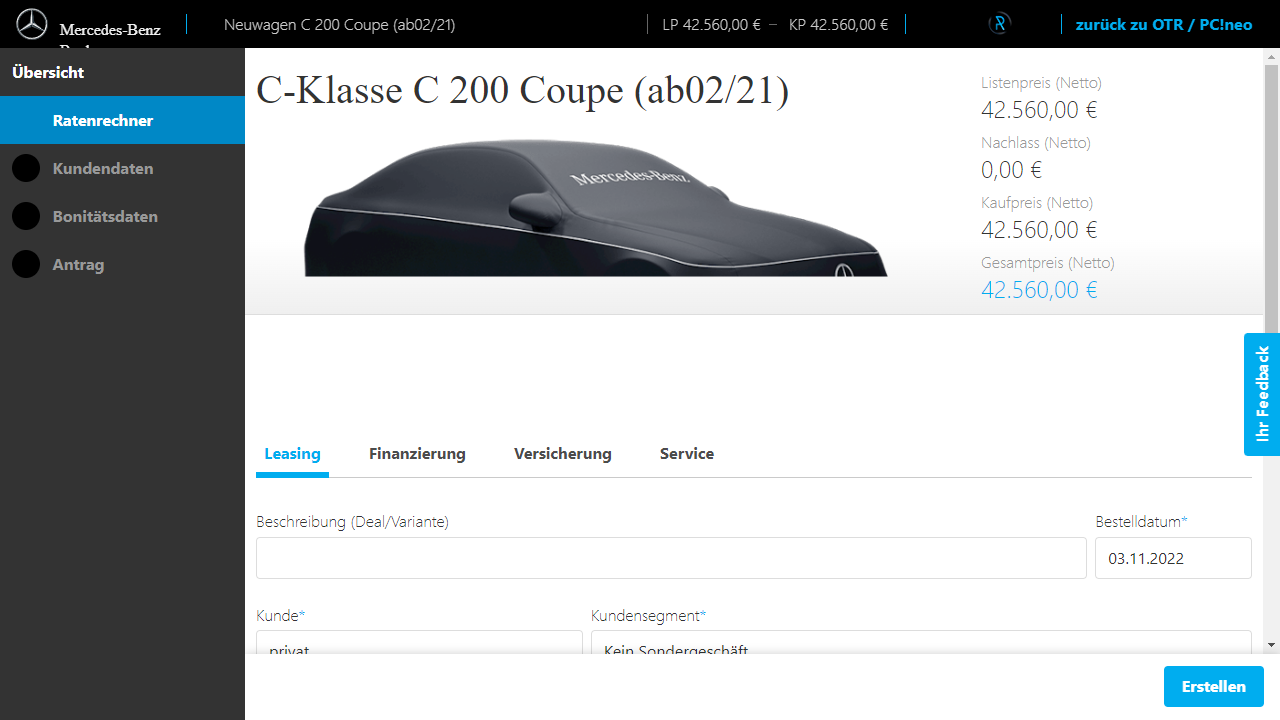 Mercedes-Benz
Neuwagen C 200 Coupe (ab02/21)
LP 42.560,00 € – KP 42.560,00 €
zurück zu OTR / PC!neo
Übersicht
Ratenrechner
Kundendaten
Bonitätsdaten
Antrag
C-Klasse C 200 Coupe (ab02/21)
Mercedes-Benz
Listenpreis (Netto)
42.560,00 €
Nachlass (Netto)
0,00 €
Kaufpreis (Netto)
42.560,00 €
Gesamtpreis (Netto)
42.560,00 €
Ihr Feedback
Leasing Finanzierung Versicherung Service
Beschreibung (Deal/Variante)
Bestelldatum*
03.11.2022
Kunde*
Kundensegment*
privat
Kein Sondergeschäft
Erstellen